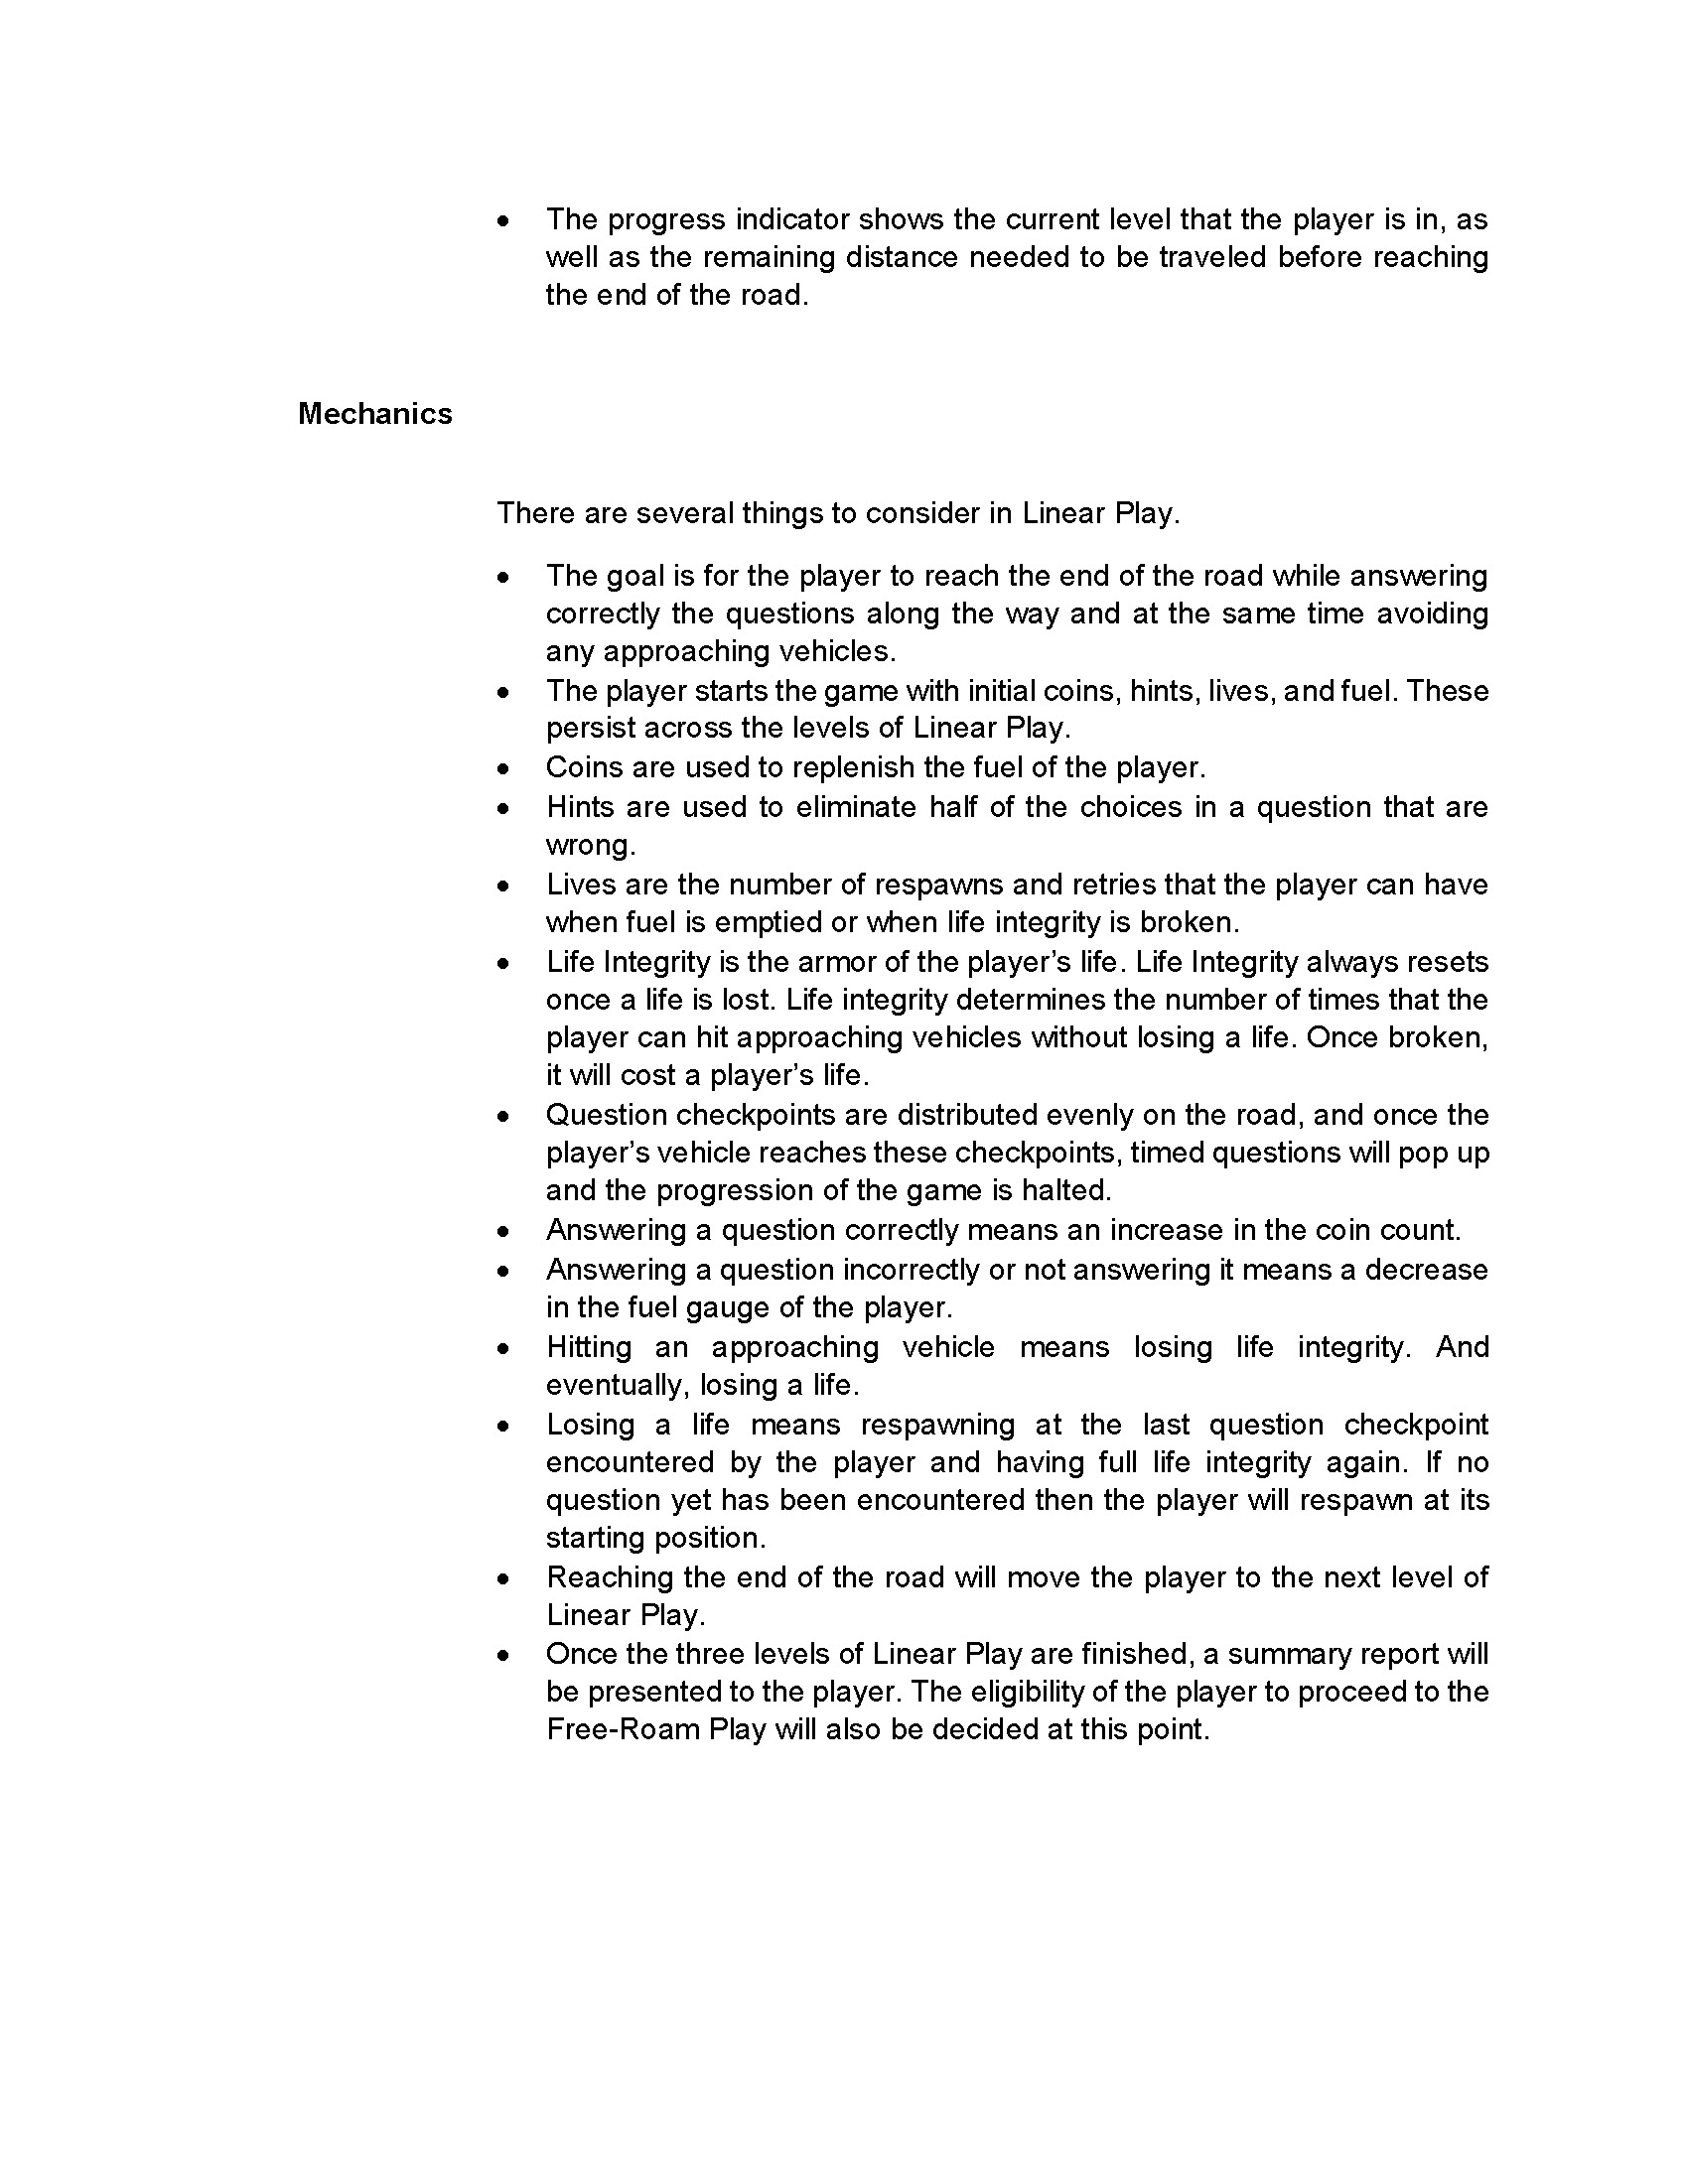 • The progress indicator shows the current level that the player is in, as
well as the remaining distance needed to be traveled before reaching
the end of the road.
Mechanics
There are several things to consider in Linear Play.
• The goal is for the player to reach the end of the road while answering
correctly the questions along the way and at the same time avoiding
any approaching vehicles.
• The player starts the game with initial coins, hints, lives, and fuel. These
persist across the levels of Linear Play.
• Coins are used to replenish the fuel of the player.
• Hints are used to eliminate half of the choices in a question that are
wrong.
• Lives are the number of respawns and retries that the player can have
when fuel is emptied or when life integrity is broken.
• Life Integrity is the armor of the player’s life. Life Integrity always resets
once a life is lost. Life integrity determines the number of times that the
player can hit approaching vehicles without losing a life. Once broken,
it will cost a player’s life.
• Question checkpoints are distributed evenly on the road, and once the
player’s vehicle reaches these checkpoints, timed questions will pop up
and the progression of the game is halted.
• Answering a question correctly means an increase in the coin count.
• Answering a question incorrectly or not answering it means a decrease
in the fuel gauge of the player.
• Hitting an approaching vehicle means losing life integrity. And
eventually, losing a life.
• Losing a life means respawning at the last question checkpoint
encountered by the player and having full life integrity again. If no
question yet has been encountered then the player will respawn at its
starting position.
• Reaching the end of the road will move the player to the next level of
Linear Play.
• Once the three levels of Linear Play are finished, a summary report will
be presented to the player. The eligibility of the player to proceed to the
Free-Roam Play will also be decided at this point.